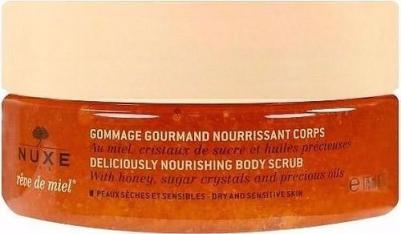 GOMMAGE GOURMAND NOURRISSANT CORPS
Au miel, cristaux de sucre et huiles précieuses
DELICIOUSLY NOURISHING BODY SCRUB
With honey, sugar crystals and precious oils
PEAUX SÈCHES ET SENSIBLES - DRY AND SENSITIVE SKIN
NUXE
rêve de miel